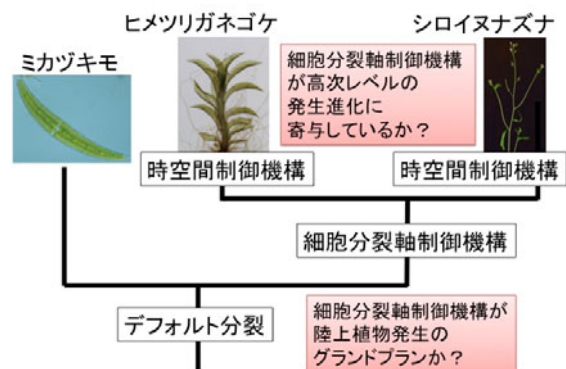 ヒメツリガネゴケ
シロイヌナズナ
ミカヅキモ
細胞分裂軸制御機構
が高次レベルの
発生進化に
寄与しているか？
時空間制御機構
時空間制御機構
細胞分裂軸制御機構
デフォルト分裂
細胞分裂軸制御機構が
陸上植物発生の
グランドプランか？